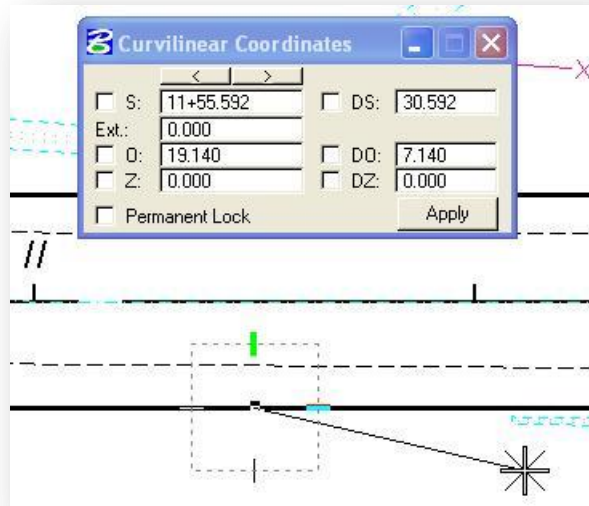 Curvilinear Coordinates
< >
S: 11+55.592 DS: 30.592
Ext.: 0.000
O: 19.140 DO: 7.140
Z: 0.000 DZ: 0.000
Permanent Lock Apply
11